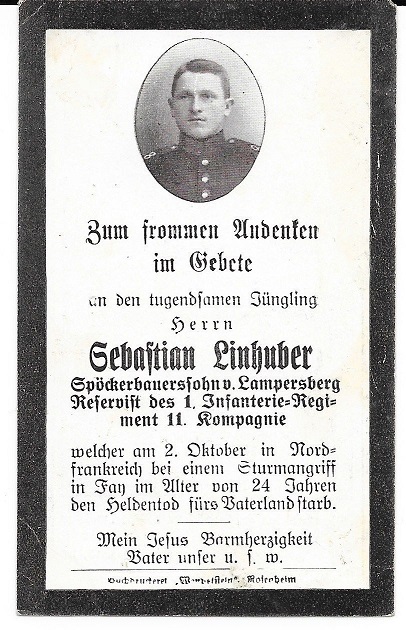 Zum frommen Andenken
im Gebete
an den tugendsamen Jüngling
Herrn
Sebastian Linhuber
Spöckerbauerssohn v. Lampersberg
Reservist des 1. Infanterie-Regi-
ment 11. Kompagnie
welcher am 2. Oktober in Nord-
frankreich bei einem Sturmangriff
in Fay im Alter von 24 Jahren
den Heldentod fürs Vaterland starb.
Mein Jesus Barmherzigkeit
Vater unser u. s. w.
Buchdruckerei „Wendelstein“, Rosenheim